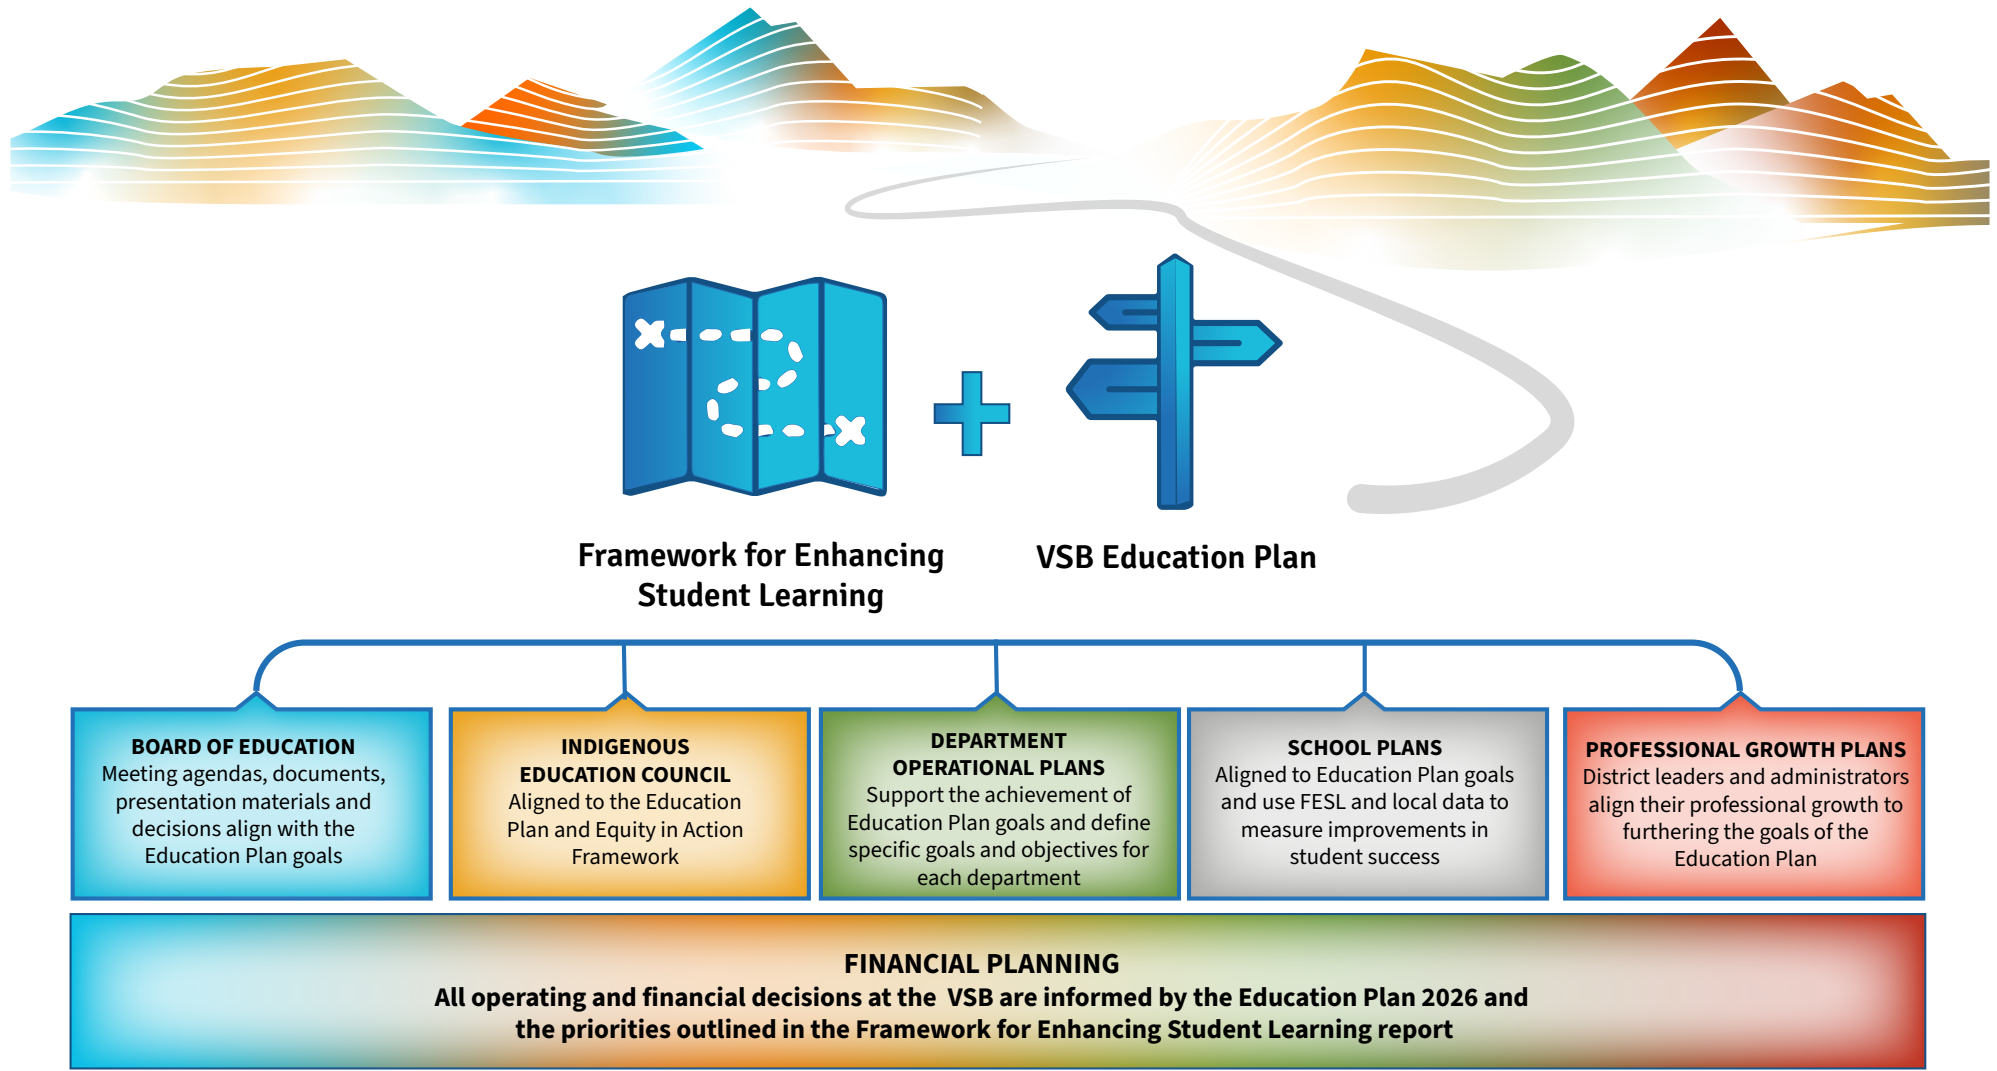 Framework for Enhancing
Student Learning
VSB Education Plan
BOARD OF EDUCATION
Meeting agendas, documents,
presentation materials and
decisions align with the
Education Plan goals
INDIGENOUS
EDUCATION COUNCIL
Aligned to the Education
Plan and Equity in Action
Framework
DEPARTMENT
OPERATIONAL PLANS
Support the achievement of
Education Plan goals and define
specific goals and objectives for
each department
SCHOOL PLANS
Aligned to Education Plan goals
and use FESL and local data to
measure improvements in
student success
PROFESSIONAL GROWTH PLANS
District leaders and administrators
align their professional growth to
furthering the goals of the
Education Plan
FINANCIAL PLANNING
All operating and financial decisions at the VSB are informed by the Education Plan 2026 and
the priorities outlined in the Framework for Enhancing Student Learning report